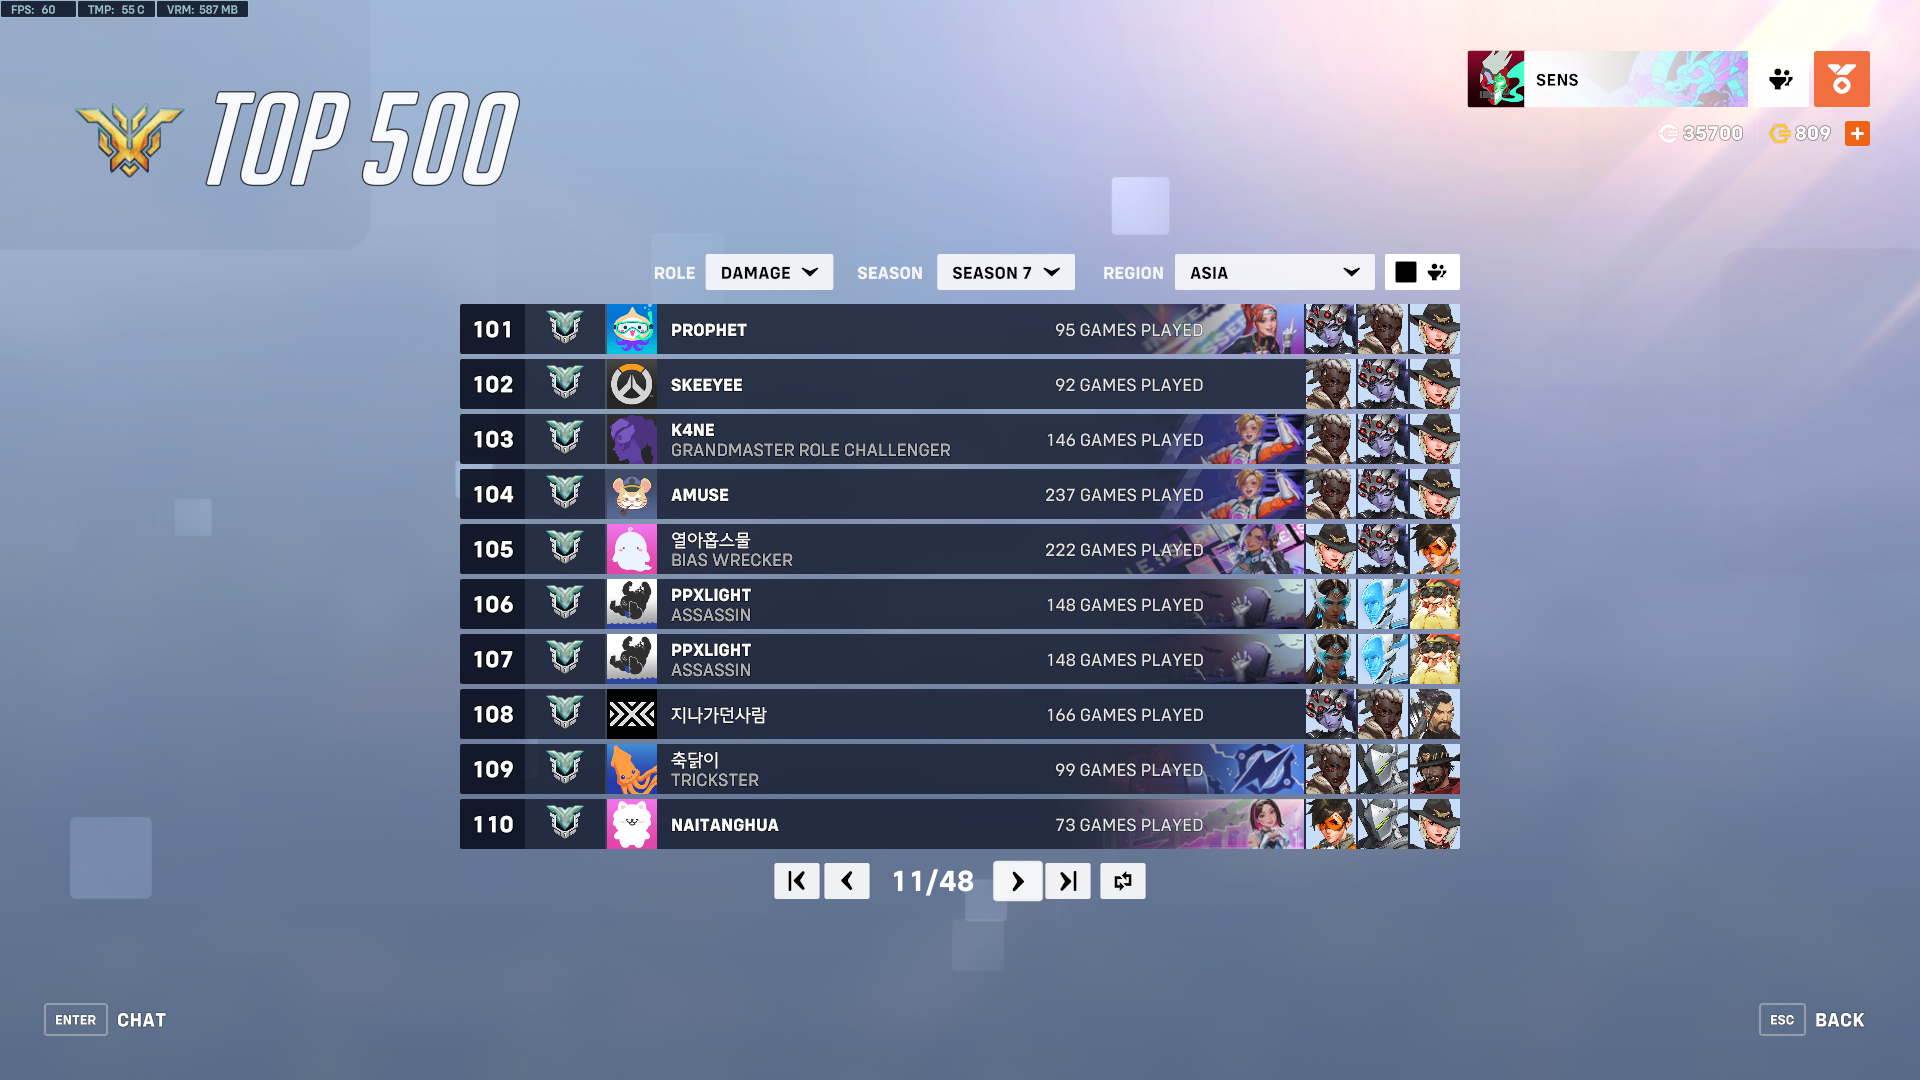 FPS: 60 TMP: 55 C VRM: 587 MB
TOP 500
SENS
35700 809
ROLE DAMAGE SEASON SEASON 7 REGION ASIA
101 PROPHET 95 GAMES PLAYED
102 SKEEYEE 92 GAMES PLAYED
103 K4NE 146 GAMES PLAYED
GRANDMASTER ROLE CHALLENGER
104 AMUSE 237 GAMES PLAYED
105 열아홉스물 222 GAMES PLAYED
BIAS WRECKER
106 PPXLIGHT 148 GAMES PLAYED
ASSASSIN
107 PPXLIGHT 148 GAMES PLAYED
ASSASSIN
108 지나가던사람 166 GAMES PLAYED
109 축닭이 99 GAMES PLAYED
TRICKSTER
110 NAITANGHUA 73 GAMES PLAYED
11/48
ENTER CHAT
ESC BACK